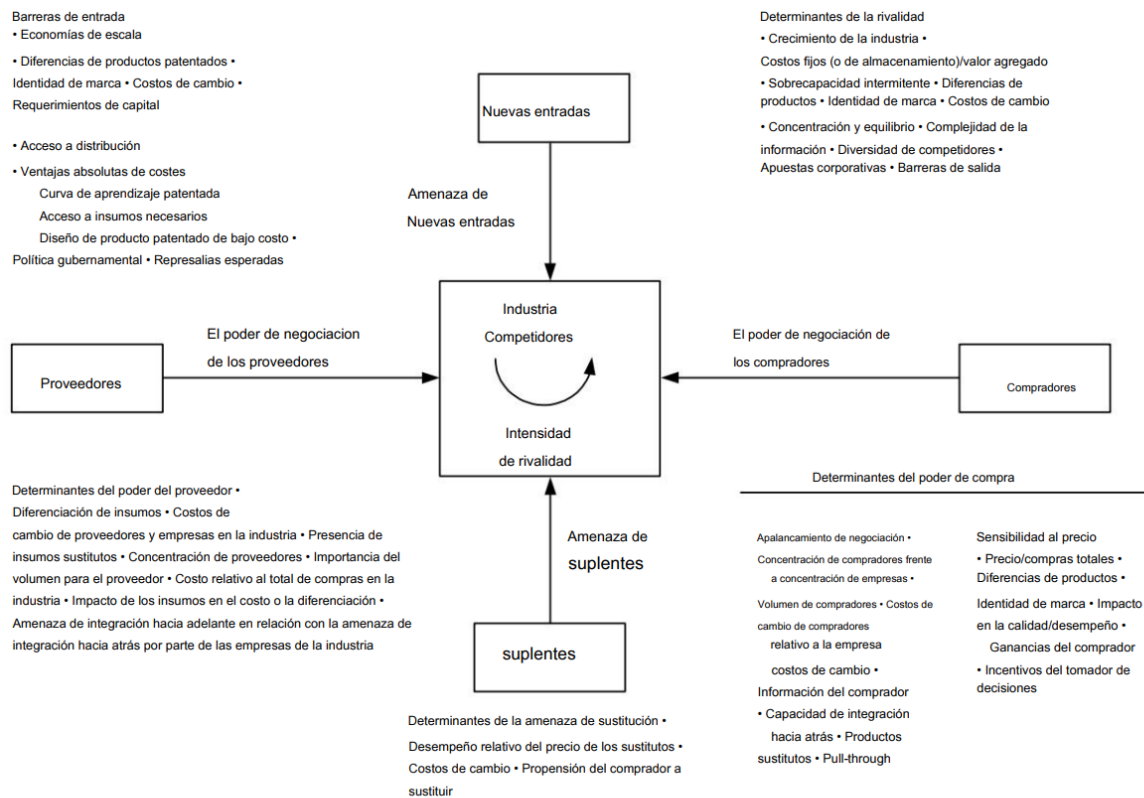 Barreras de entrada
• Economías de escala
• Diferencias de productos patentados •
Identidad de marca • Costos de cambio •
Requerimientos de capital
• Acceso a distribución
• Ventajas absolutas de costes
Curva de aprendizaje patentada
Acceso a insumos necesarios
Diseño de producto patentado de bajo costo •
Política gubernamental • Represalias esperadas
Nuevas entradas
Amenaza de
Nuevas entradas
Determinantes de la rivalidad
• Crecimiento de la industria •
Costos fijos (o de almacenamiento)/valor agregado
• Sobrecapacidad intermitente • Diferencias de
productos • Identidad de marca • Costos de cambio
• Concentración y equilibrio • Complejidad de la
información • Diversidad de competidores •
Apuestas corporativas • Barreras de salida
Proveedores
El poder de negociacion
de los proveedores
Industria
Competidores
Intensidad
de rivalidad
El poder de negociación de
los compradores
Compradores
Determinantes del poder del proveedor •
Diferenciación de insumos • Costos de
cambio de proveedores y empresas en la industria • Presencia de
insumos sustitutos • Concentración de proveedores • Importancia del
volumen para el proveedor • Costo relativo al total de compras en la
industria • Impacto de los insumos en el costo o la diferenciación •
Amenaza de integración hacia adelante en relación con la amenaza de
integración hacia atrás por parte de las empresas de la industria
Amenaza de
suplentes
suplentes
Determinantes de la amenaza de sustitución •
Desempeño relativo del precio de los sustitutos •
Costos de cambio • Propensión del comprador a
sustituir
Determinantes del poder de compra
Apalancamiento de negociación •
Concentración de compradores frente
a concentración de empresas •
Volumen de compradores • Costos de
cambio de compradores
relativo a la empresa
costos de cambio •
Información del comprador
• Capacidad de integración
hacia atrás • Productos
sustitutos • Pull-through
Sensibilidad al precio
• Precio/compras totales •
Diferencias de productos •
Identidad de marca • Impacto
en la calidad/desempeño •
Ganancias del comprador
• Incentivos del tomador de
decisiones